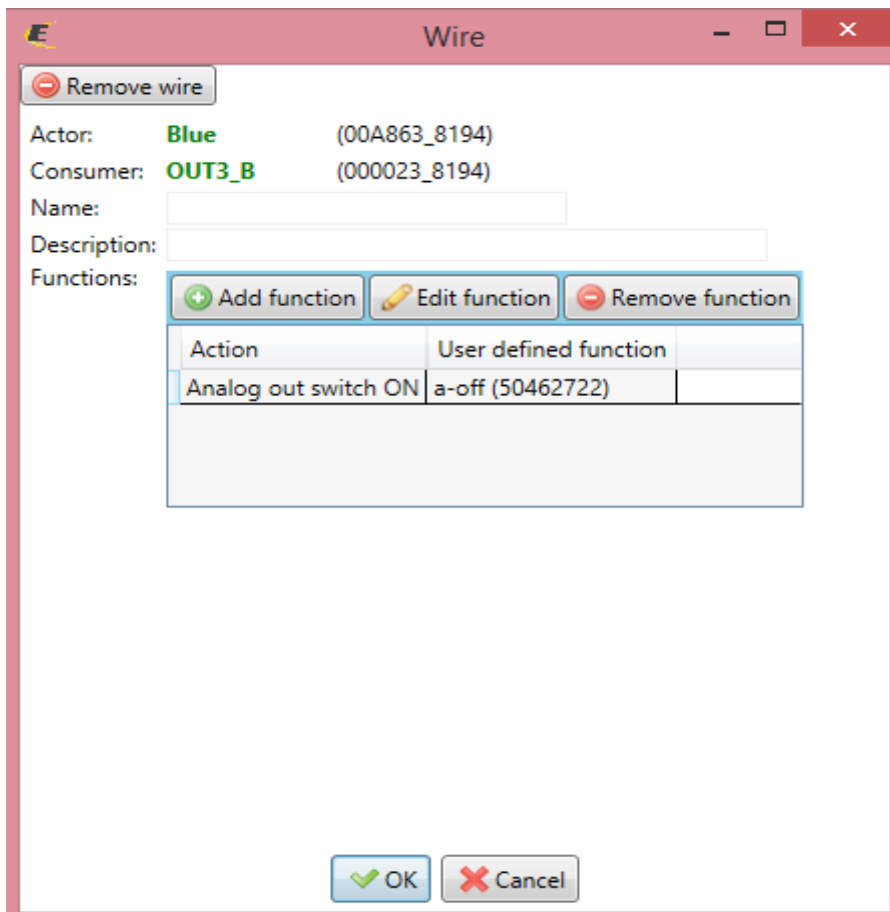 E Wire
Remove wire
Actor: Blue (00A863_8194)
Consumer: OUT3_B (000023_8194)
Name:
Description:
Functions:
Add function Edit function Remove function
Action User defined function
Analog out switch ON a-off (50462722)
OK Cancel